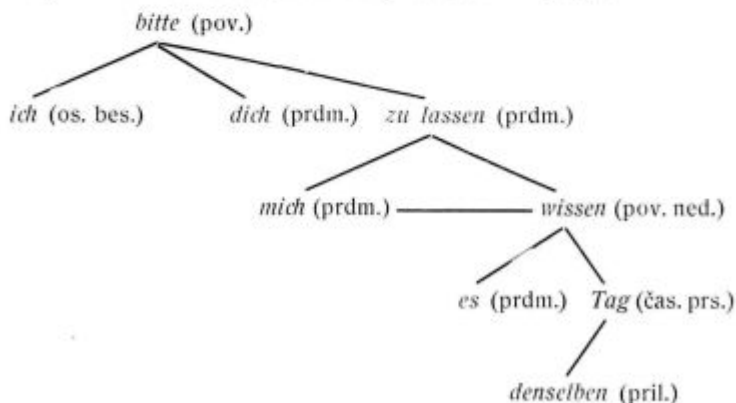 bitte (pov.)
ich (os. bes.) dich (prdm.) zu lassen (prdm.)
mich (prdm.) wissen (pov. ned.)
es (prdm.) Tag (čas. prs.)
denselben (pril.)